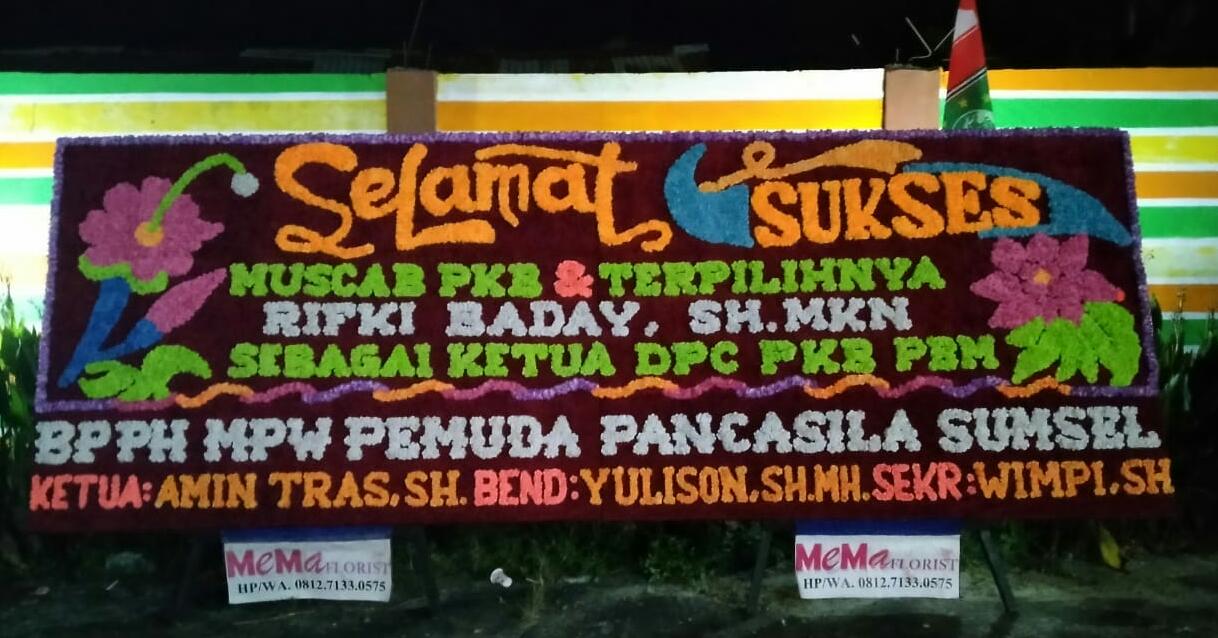 Selamat SUKSES
MUSCAB PKB & TERPILIHNYA
RIFKI BADAY, SH.MKN
SEBAGAI KETUA DPC PKB PBM
BPPH MPW PEMUDA PANCASILA SUMSEL
KETUA: AMIN TRAS, SH. BEND: YULISON, SH.MH. SEKR: WIMPI, SH
MeMa FLORIST
HP/WA. 0812.7133.0575
MeMa FLORIST
HP/WA. 0812.7133.0575